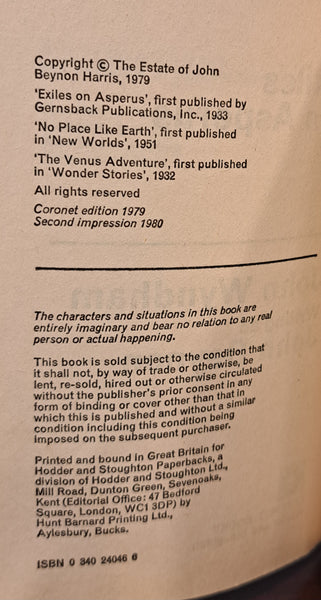 Copyright © The Estate of John
Beynon Harris, 1979
'Exiles on Asperus', first published by
Gernsback Publications, Inc., 1933
'No Place Like Earth', first published
in 'New Worlds', 1951
'The Venus Adventure', first published
in 'Wonder Stories', 1932
All rights reserved
Coronet edition 1979
Second impression 1980
The characters and situations in this book are
entirely imaginary and bear no relation to any real
person or actual happening.
This book is sold subject to the condition that
it shall not, by way of trade or otherwise, be
lent, re-sold, hired out or otherwise circulated
without the publisher's prior consent in any
form of binding or cover other than that in
which this is published and without a similar
condition including this condition being
imposed on the subsequent purchaser.
Printed and bound in Great Britain for
Hodder and Stoughton Paperbacks, a
division of Hodder and Stoughton Ltd.,
Mill Road, Dunton Green, Sevenoaks,
Kent (Editorial Office: 47 Bedford
Square, London, WC1 3DP) by
Hunt Barnard Printing Ltd.,
Aylesbury, Bucks.
ISBN 0 340 24046 6